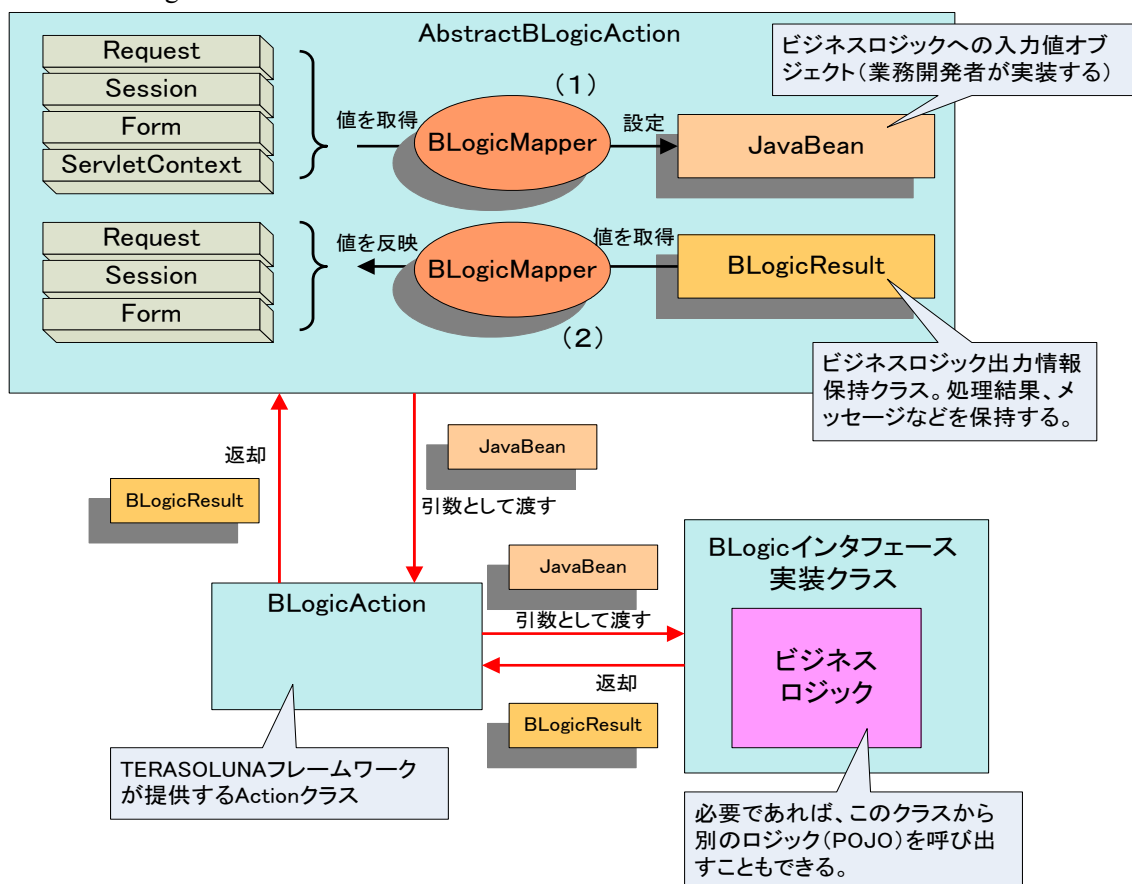 AbstractBLogicAction
Request
Session
Form
ServletContext
値を取得
(1)
BLogicMapper
設定
JavaBean
ビジネスロジックへの入力値オブ
ジェクト(業務開発者が実装する)
Request
Session
Form
値を反映
BLogicMapper
(2)
値を取得
BLogicResult
ビジネスロジック出力情報
保持クラス。処理結果、メ
ッセージなどを保持する。
返却
BLogicResult
JavaBean
引数として渡す
BLogicAction
JavaBean
引数として渡す
返却
BLogicResult
BLogicインタフェース
実装クラス
ビジネス
ロジック
TERASOLUNAフレームワーク
が提供するActionクラス
必要であれば、このクラスから
別のロジック(POJO)を呼び出
すこともできる。